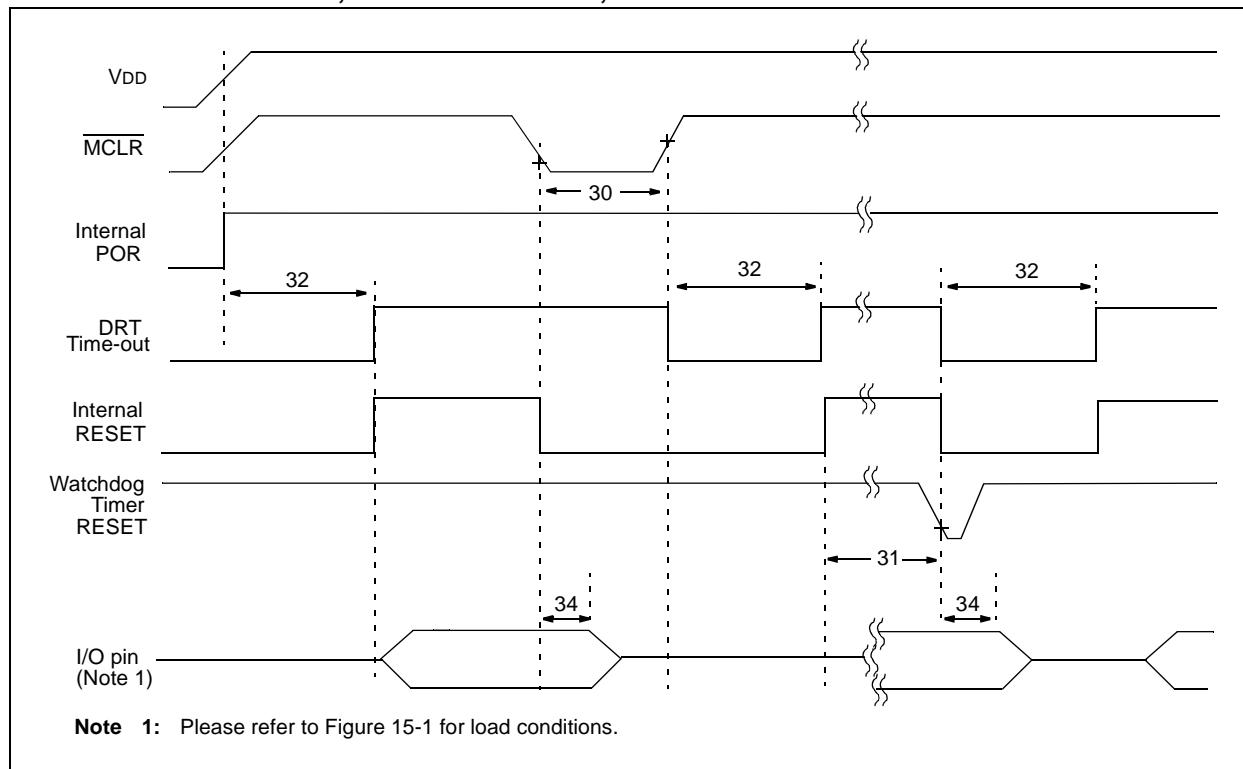 VDD
MCLR
30
Internal
POR
32
32
32
DRT
Time-out
Internal
RESET
Watchdog
Timer
RESET
31
34
34
I/O pin
(Note 1)
Note 1: Please refer to Figure 15-1 for load conditions.